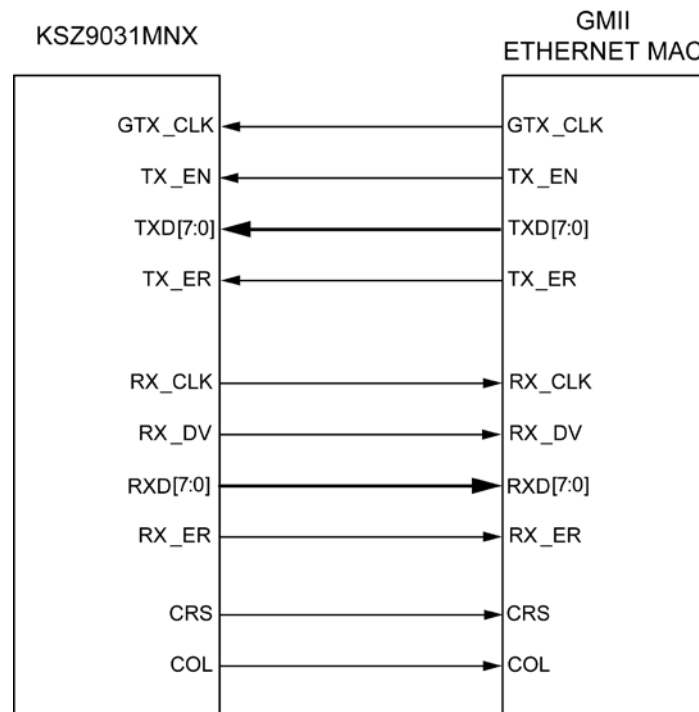 KSZ9031MNX
GMII
ETHERNET MAC
GTX_CLK GTX_CLK
TX_EN TX_EN
TXD[7:0] TXD[7:0]
TX_ER TX_ER
RX_CLK RX_CLK
RX_DV RX_DV
RXD[7:0] RXD[7:0]
RX_ER RX_ER
CRS CRS
COL COL